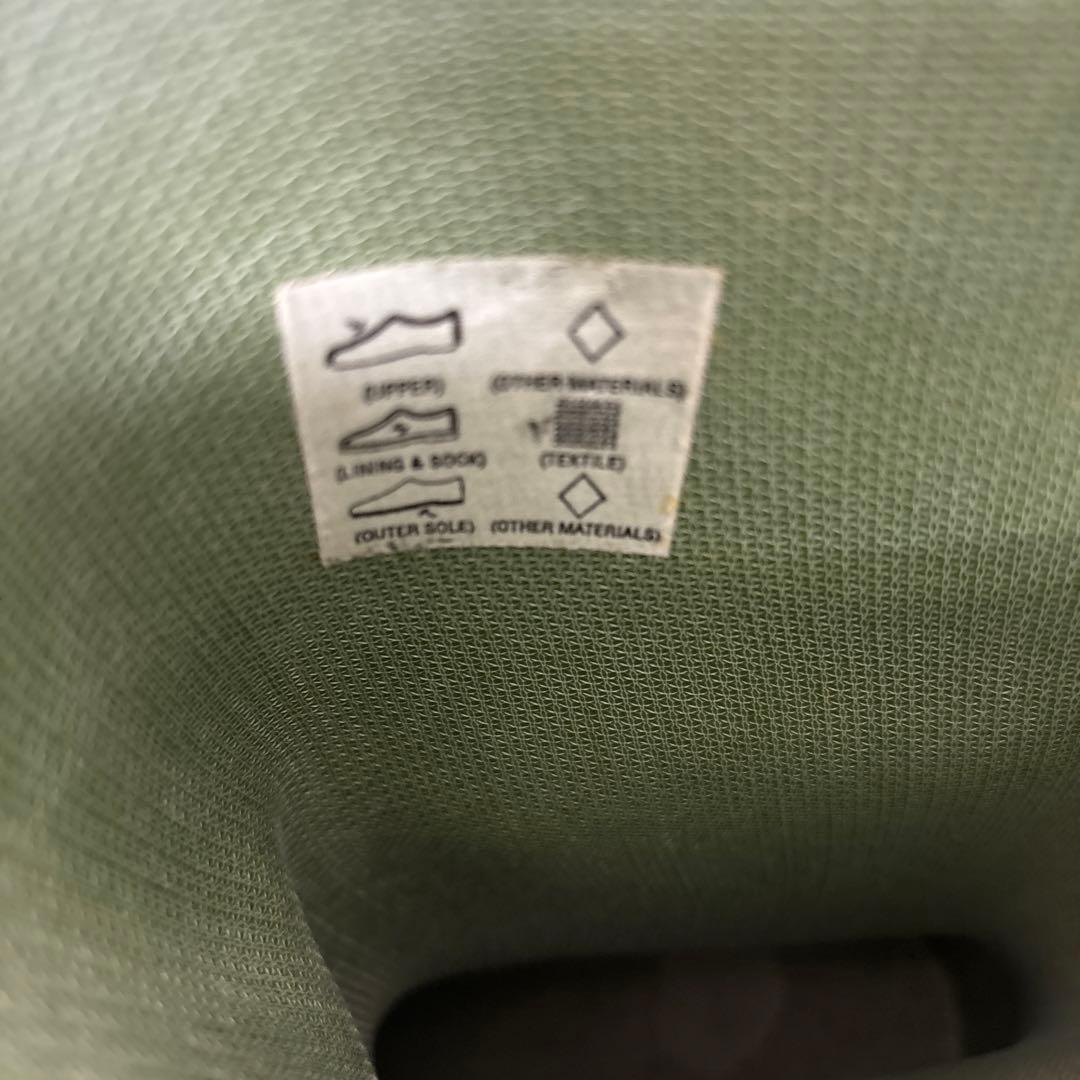 (UPPER) (OTHER MATERIALS)
(LINING & SOCK) (TEXTILE)
(OUTER SOLE) (OTHER MATERIALS)